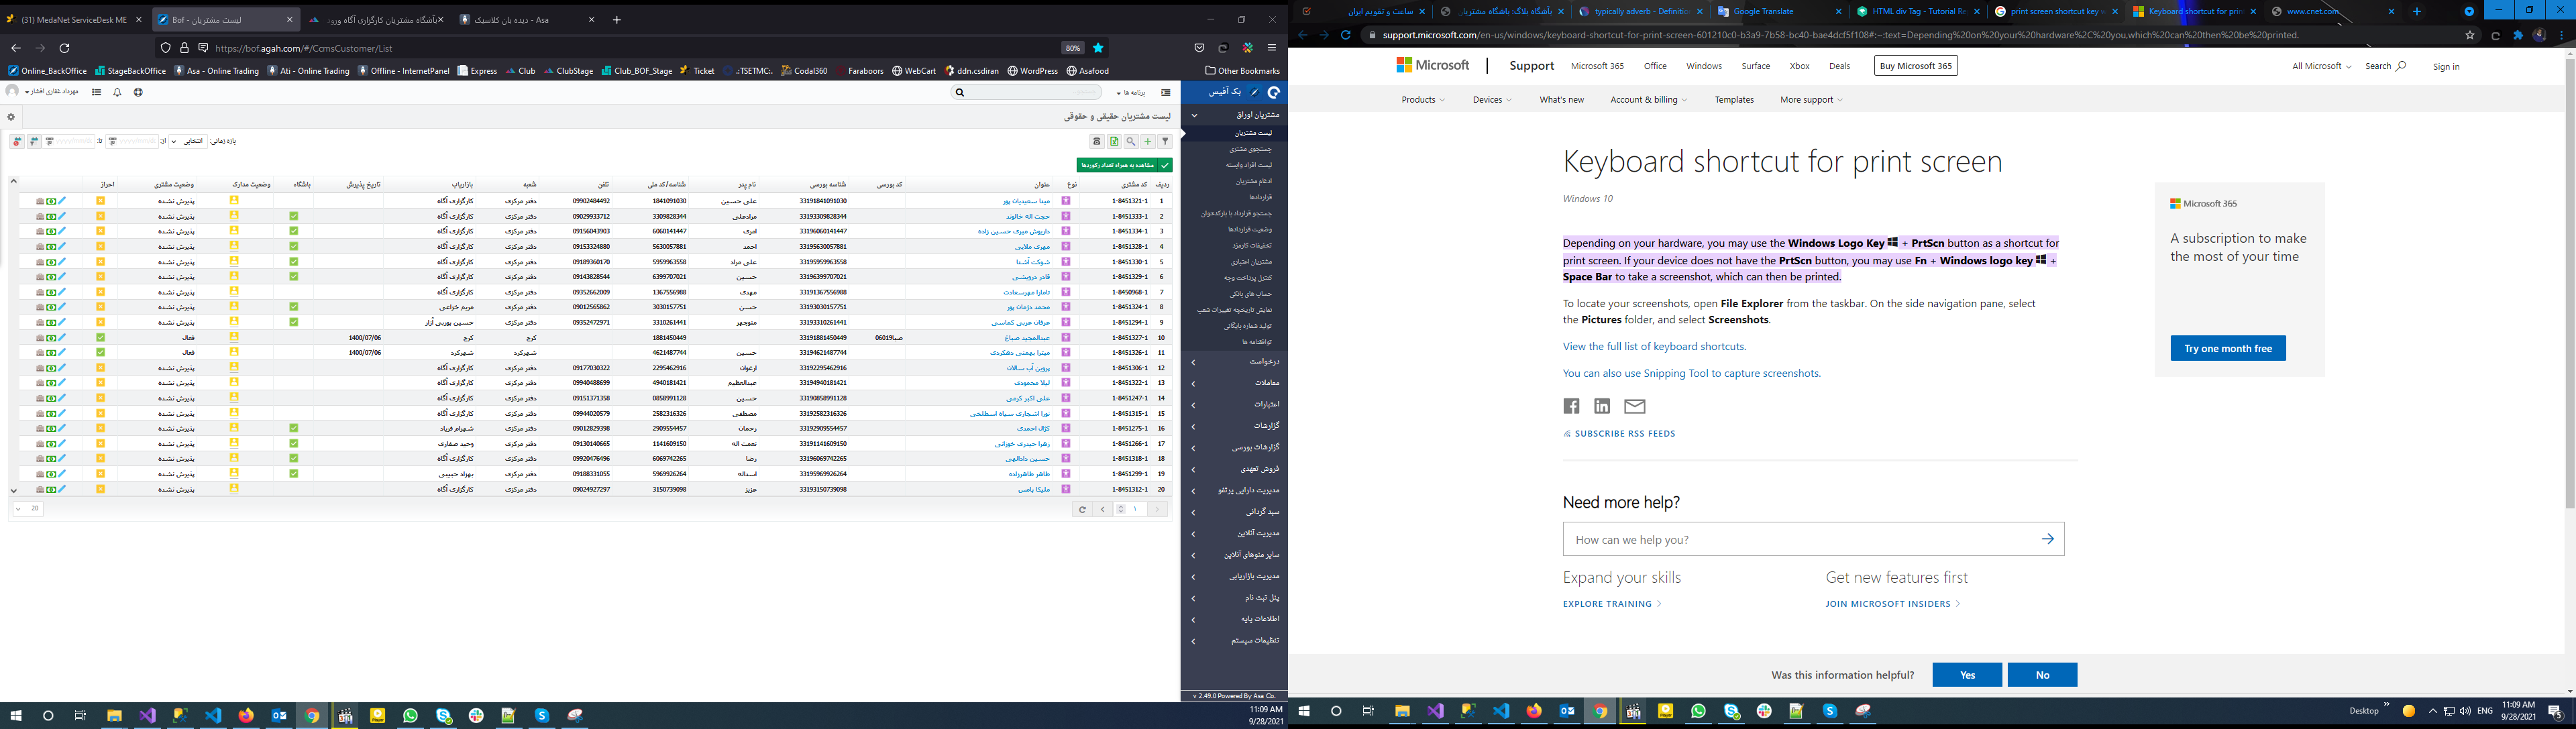 (31) MedaNet ServiceDesk ME
Bof - لیست مشتریان
دیده بان کلاسیک - Asa
https://bof.agah.com/#/CcmsCustomer/List
80%
Online_BackOffice
StageBackOffice
Asa - Online Trading
Ati - Online Trading
Offline - InternetPanel
Express
Club
ClubStage
Club_BOF_Stage
Ticket
.:TSETMC:.
Codal360
Faraboors
WebCart
ddn.csdiran
WordPress
Asafood
Other Bookmarks
مهرداد غفاری افشار
برنامه ها
بک آفیس
لیست مشتریان حقیقی و حقوقی
بازه زمانی: انتخابی از: تا:
مشاهده به همراه تعداد رکوردها
ردیف کد مشتری نوع عنوان کد بورسی شناسه بورسی نام پدر شناسه/کد ملی تلفن شعبه بازاریاب تاریخ پذیرش باشگاه وضعیت مدارک وضعیت مشتری احراز
1 1-8451321-1 مینا سعیدیان پور 33191841091030 علی حسین 1841091030 09902484492 دفتر مرکزی کارگزاری آگاه پذیرش نشده
2 1-8451333-1 حجت اله خالوند 33193309828344 مرادعلی 3309828344 09029933712 دفتر مرکزی کارگزاری آگاه پذیرش نشده
3 1-8451334-1 داریوش میری حسین زاده 33196060141447 امری 6060141447 09156043903 دفتر مرکزی کارگزاری آگاه پذیرش نشده
4 1-8451328-1 مهری ملایی 33195630057881 احمد 5630057881 09153324880 دفتر مرکزی کارگزاری آگاه پذیرش نشده
5 1-8451330-1 شوکت آشنا 33195959963558 علی مراد 5959963558 09189360170 دفتر مرکزی کارگزاری آگاه پذیرش نشده
6 1-8451329-1 قادر درویشی 33196399707021 حسین 6399707021 09143828544 دفتر مرکزی کارگزاری آگاه پذیرش نشده
7 1-8450968-1 تامارا مهرسعادت 33191367556988 مهدی 1367556988 09352662009 دفتر مرکزی کارگزاری آگاه پذیرش نشده
8 1-8451324-1 محمد دژمان پور 33193030157751 حسن 3030157751 09012565862 دفتر مرکزی مریم خزاعی پذیرش نشده
9 1-8451294-1 عرفان عربی کماسی 33193310261441 منوچهر 3310261441 09352472971 دفتر مرکزی حسین پوربی آزار پذیرش نشده
10 1-8451327-1 عبدالمجید صباغ صبا06019 33191881450449 1881450449 کرج کرج 1400/07/06 فعال
11 1-8451326-1 میترا بهمنی دهکردی 33194621487744 حسین 4621487744 شهرکرد شهرکرد 1400/07/06 فعال
12 1-8451306-1 پروین آب سالان 33192295462916 ارغوان 2295462916 09177030322 دفتر مرکزی کارگزاری آگاه پذیرش نشده
13 1-8451322-1 لیلا محمودی 33194940181421 عبدالعظیم 4940181421 09940488699 دفتر مرکزی کارگزاری آگاه پذیرش نشده
14 1-8451247-1 علی اکبر کرمی 33190858991128 حسین 0858991128 09151371358 دفتر مرکزی کارگزاری آگاه پذیرش نشده
15 1-8451315-1 نورا اشجاری سیاه اسطلخی 33192582316326 مصطفی 2582316326 09944020579 دفتر مرکزی کارگزاری آگاه پذیرش نشده
16 1-8451275-1 کژال احمدی 33192909554457 رحمان 2909554457 09012829398 دفتر مرکزی شهرام فریاد پذیرش نشده
17 1-8451266-1 زهرا حیدری خوزانی 33191141609150 نعمت اله 1141609150 09130140665 دفتر مرکزی وحید صفاری پذیرش نشده
18 1-8451318-1 حسین دادالهی 33196069742265 رضا 6069742265 09920476496 دفتر مرکزی کارگزاری آگاه پذیرش نشده
19 1-8451299-1 طاهر طاهرزاده 33195969926264 اسداله 5969926264 09188331055 دفتر مرکزی بهزاد حبیبی پذیرش نشده
20 1-8451312-1 ملیکا یاصی 33193150739098 عزیز 3150739098 09024927297 دفتر مرکزی کارگزاری آگاه پذیرش نشده
20
۱
مشتریان اوراق
لیست مشتریان
جستجوی مشتری
لیست افراد وابسته
ادغام مشتریان
قراردادها
جستجو قرارداد با بارکدخوان
وضعیت قراردادها
تخفیفات کارمزد
مشتریان اعتباری
کنترل پرداخت وجه
حساب های بانکی
نمایش تاریخچه تغییرات شعب
تولید شماره بایگانی
توافقنامه ها
درخواست
معاملات
اعتبارات
گزارشات
گزارشات بورسی
فروش تعهدی
مدیریت دارایی پرتفو
سبد گردانی
مدیریت آنلاین
سایر منوهای آنلاین
مدیریت بازاریابی
پنل ثبت نام
اطلاعات پایه
تنظیمات سیستم
v 2.49.0 Powered By Asa Co.
11:09 AM
9/28/2021
ساعت و تقویم ایران
باشگاه بلاگ: باشگاه مشتریان
typically adverb - Definition
Google Translate
HTML div Tag - Tutorial Re
print screen shortcut key w
Keyboard shortcut for prin
www.cnet.com
support.microsoft.com/en-us/windows/keyboard-shortcut-for-print-screen-601210c0-b3a9-7b58-bc40-bae4dcf5f108#:~:text=Depending%20on%20your%20hardware%2C%20you,which%20can%20then%20be%20printed.
Microsoft
Support
Microsoft 365
Office
Windows
Surface
Xbox
Deals
Buy Microsoft 365
All Microsoft
Search
Sign in
Products
Devices
What's new
Account & billing
Templates
More support
Keyboard shortcut for print screen
Windows 10
Depending on your hardware, you may use the Windows Logo Key + PrtScn button as a shortcut for
print screen. If your device does not have the PrtScn button, you may use Fn + Windows logo key +
Space Bar to take a screenshot, which can then be printed.
To locate your screenshots, open File Explorer from the taskbar. On the side navigation pane, select
the Pictures folder, and select Screenshots.
View the full list of keyboard shortcuts.
You can also use Snipping Tool to capture screenshots.
SUBSCRIBE RSS FEEDS
Microsoft 365
A subscription to make
the most of your time
Try one month free
Need more help?
How can we help you?
Expand your skills
EXPLORE TRAINING >
Get new features first
JOIN MICROSOFT INSIDERS >
Was this information helpful?
Yes
No
Desktop
ENG
11:09 AM
9/28/2021
5